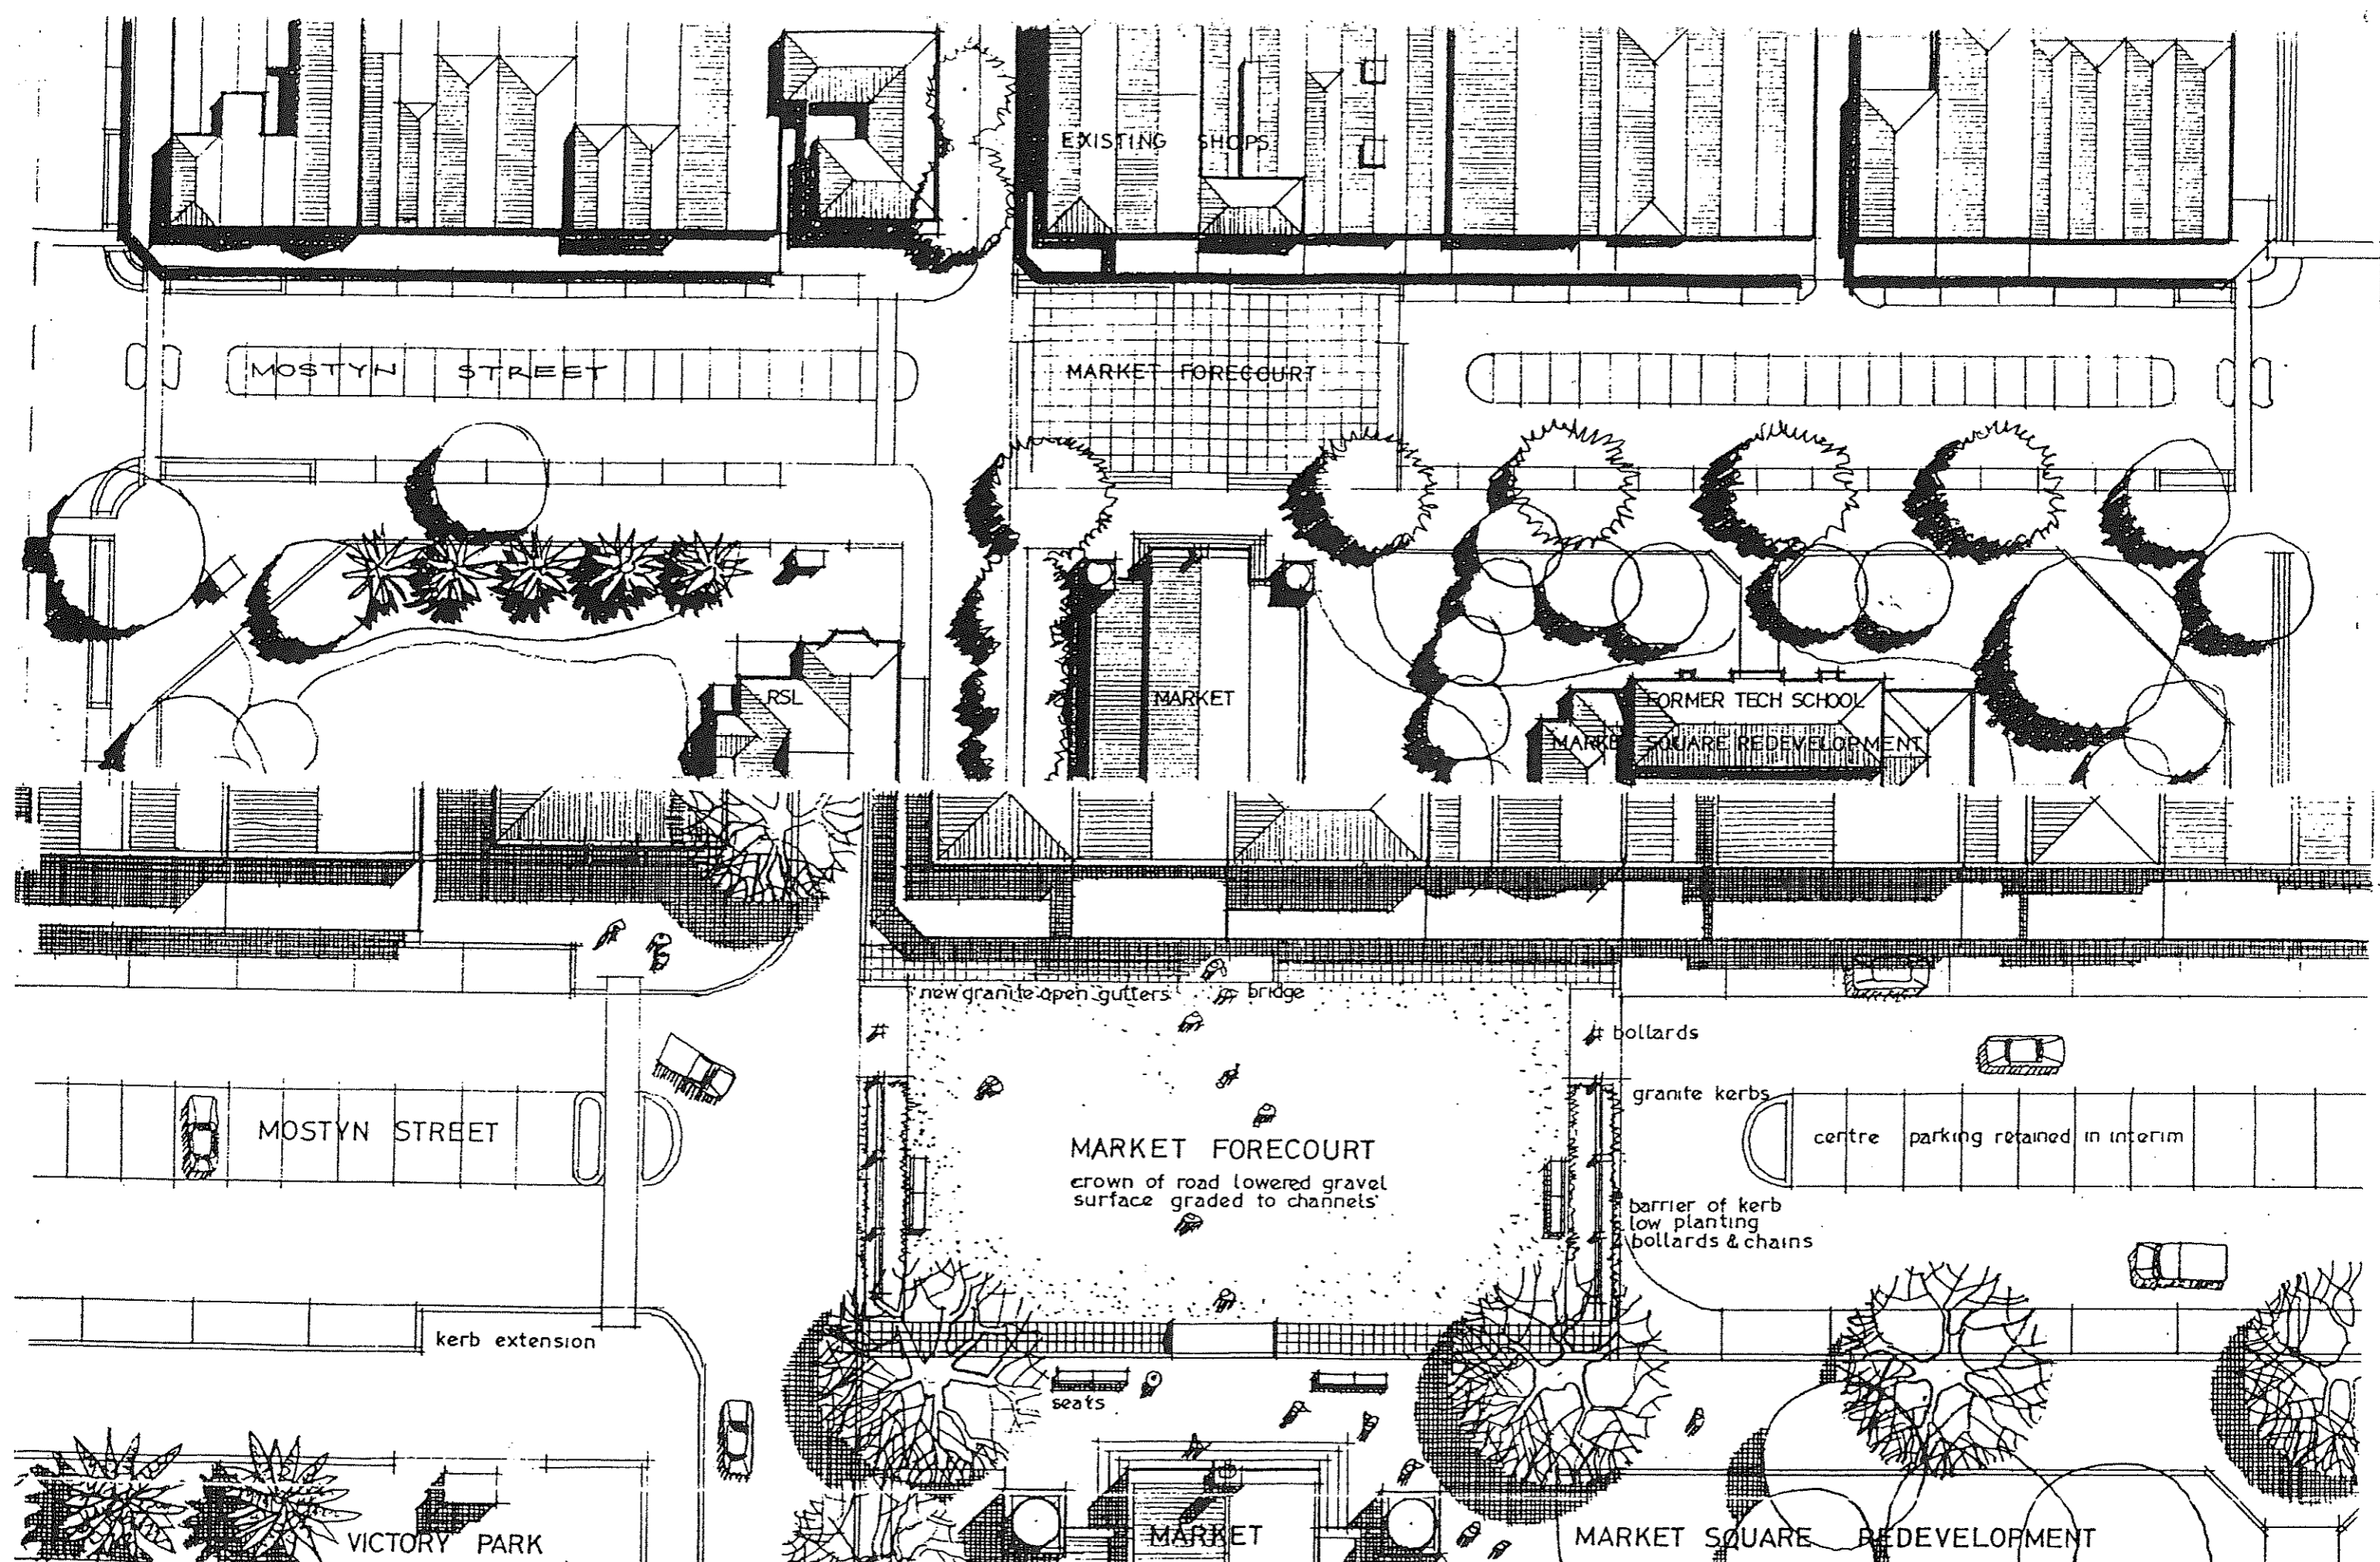 EXISTING SHOPS
MOSTYN STREET
MARKET FORECOURT
RSL
MARKET
FORMER TECH SCHOOL
MARKET SQUARE REDEVELOPMENT
new granite open gutters
bridge
bollards
granite kerbs
MOSTYN STREET
MARKET FORECOURT
crown of road lowered gravel
surface graded to channels
centre parking retained in interim
barrier of kerb
low planting
bollards & chains
kerb extension
seats
VICTORY PARK
MARKET
MARKET SQUARE REDEVELOPMENT